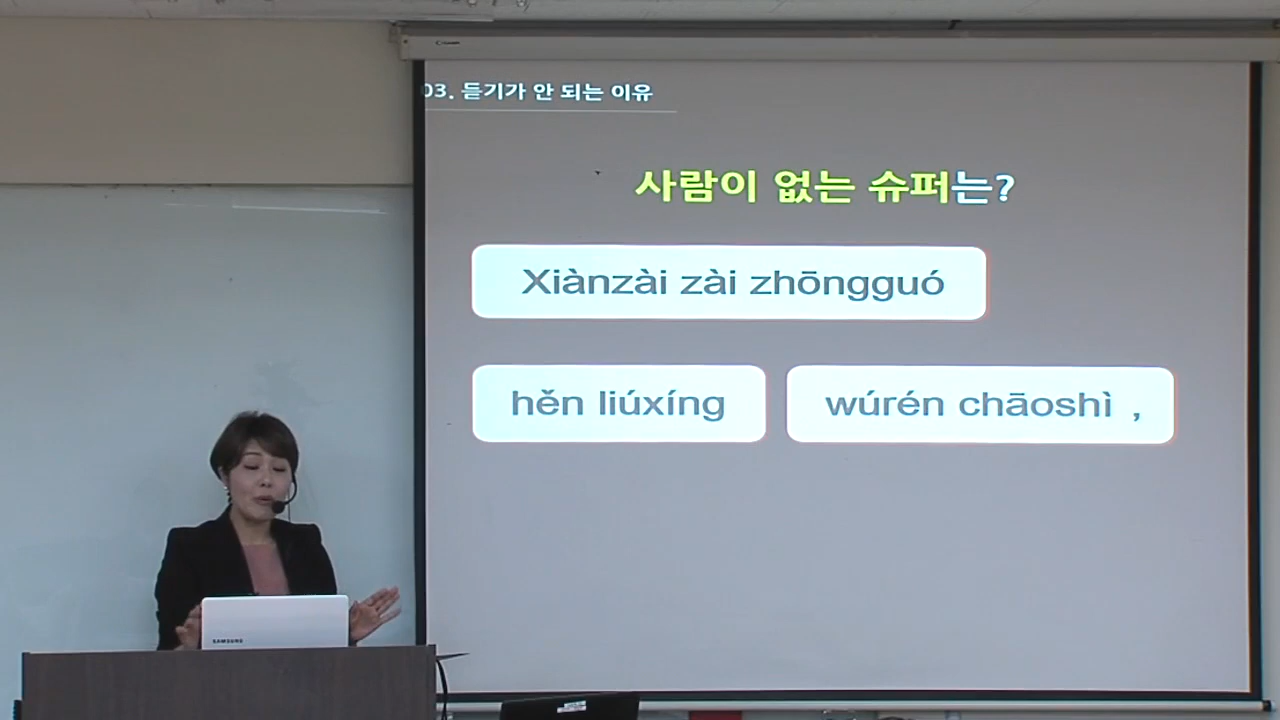 03. 듣기가 안 되는 이유
사람이 없는 슈퍼는?
Xiànzài zài zhōngguó
hěn liúxíng wúrén chāoshì ,
SAMSUNG